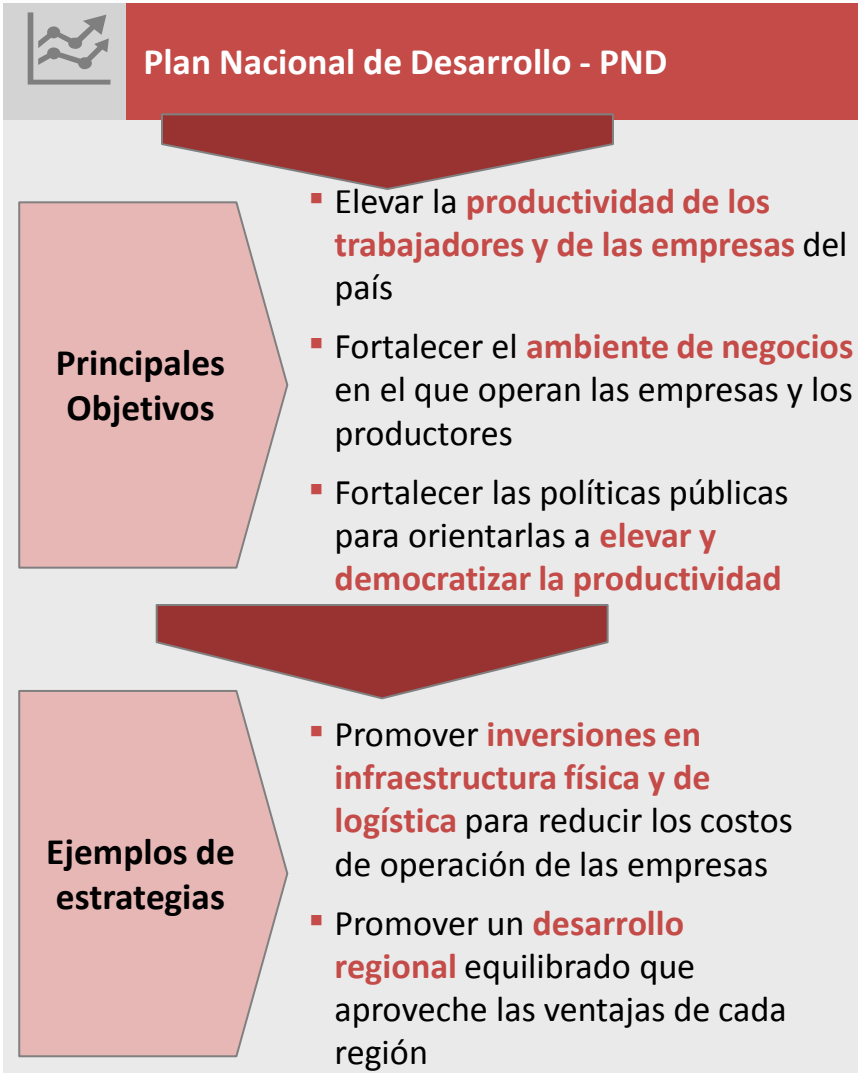 Plan Nacional de Desarrollo - PND
Principales
Objetivos
▪ Elevar la productividad de los
trabajadores y de las empresas del
país
▪ Fortalecer el ambiente de negocios
en el que operan las empresas y los
productores
▪ Fortalecer las políticas públicas
para orientarlas a elevar y
democratizar la productividad
Ejemplos de
estrategias
▪ Promover inversiones en
infraestructura física y de
logística para reducir los costos
de operación de las empresas
▪ Promover un desarrollo
regional equilibrado que
aproveche las ventajas de cada
región